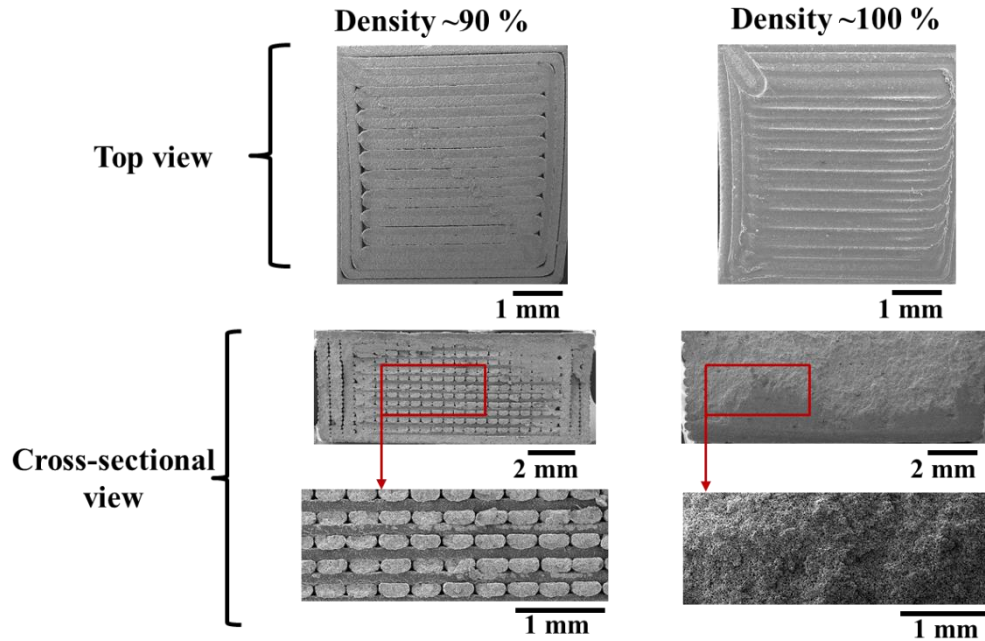 Density ~90 %
Density ~100 %
Top view
1 mm
1 mm
Cross-sectional
view
2 mm
2 mm
1 mm
1 mm